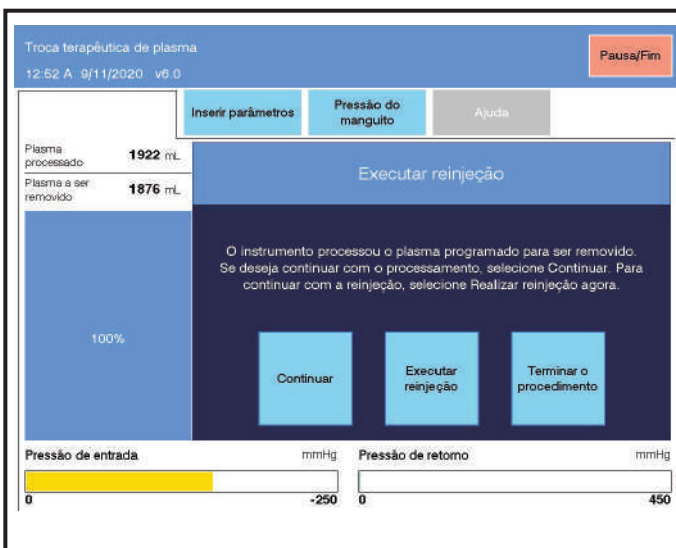 Troca terapêutica de plasma
Pausa/Fim
12:52 A 9/11/2020 v6.0
Inserir parâmetros
Pressão do
manguito
Ajuda
Plasma
processado
1922 mL
Plasma a ser
removido
1876 mL
Executar reinjeção
O instrumento processou o plasma programado para ser removido.
Se deseja continuar com o processamento, selecione Continuar. Para
continuar com a reinjeção, selecione Realizar reinjeção agora.
100%
Continuar
Executar
reinjeção
Terminar o
procedimento
Pressão de entrada
mmHg
Pressão de retorno
mmHg
0
-250
0
450